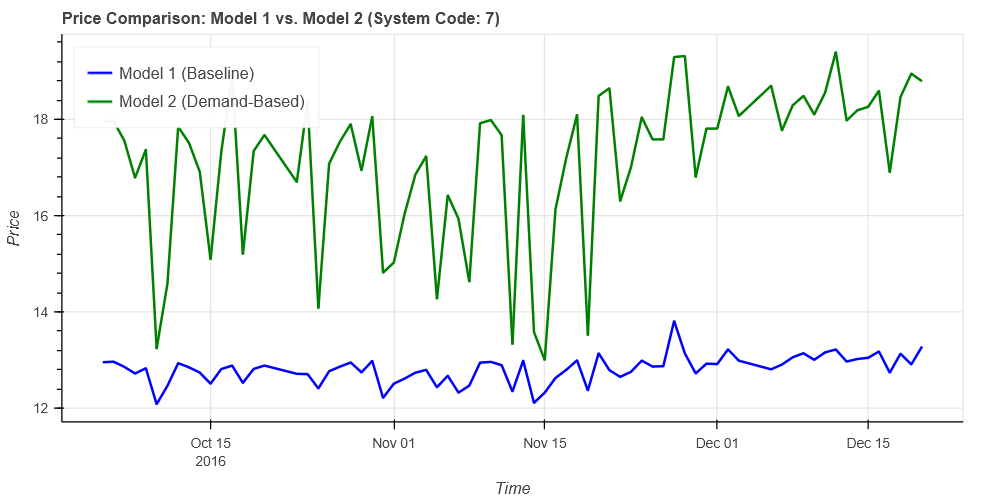 Price Comparison: Model 1 vs. Model 2 (System Code: 7)
Model 1 (Baseline)
Model 2 (Demand-Based)
18
16
14
12
Price
Oct 15
2016
Nov 01
Nov 15
Dec 01
Dec 15
Time